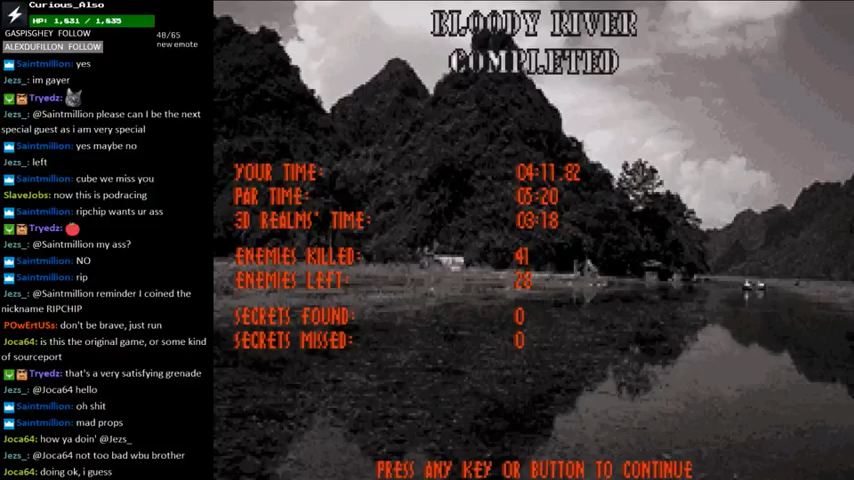 Curious_Also
HP: 1,831 / 1,835
GASPISGHEY FOLLOW
ALEXDUFILLON FOLLOW
48/65
new emote
Saintmillion: yes
Jezs_: im gayer
Tryedz:
Jezs_: @Saintmillion please can I be the next
special guest as i am very special
Saintmillion: yes maybe no
Jezs_: left
Saintmillion: cube we miss you
SlaveJobs: now this is podracing
Saintmillion: ripchip wants ur ass
Tryedz:
Jezs_: @Saintmillion my ass?
Saintmillion: NO
Saintmillion: rip
Jezs_: @Saintmillion reminder I coined the
nickname RIPCHIP
POwErtUSs: don't be brave, just run
Joca64: is this the original game, or some kind
of sourceport
Tryedz: that's a very satisfying grenade
Jezs_: @Joca64 hello
Saintmillion: oh shit
Saintmillion: mad props
Joca64: how ya doin' @Jezs_
Jezs_: @Joca64 not too bad wbu brother
Joca64: doing ok, i guess
BLOODY RIVER
COMPLETED
YOUR TIME: 04:11.82
PAR TIME: 05:20
3D REALMS' TIME: 03:18
ENEMIES KILLED: 41
ENEMIES LEFT: 28
SECRETS FOUND: 0
SECRETS MISSED: 0
PRESS ANY KEY OR BUTTON TO CONTINUE